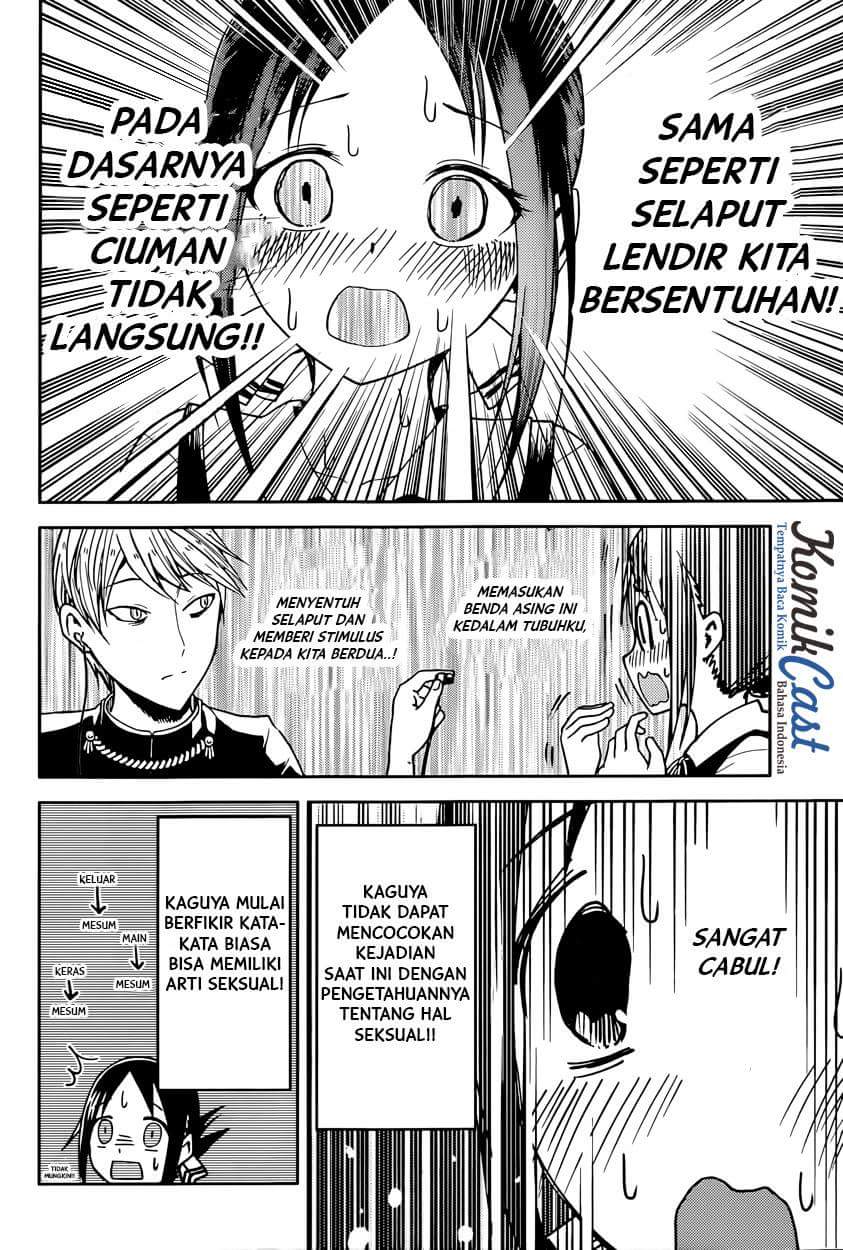 SAMA
SEPERTI
SELAPUT
LENDIR KITA
BERSENTUHAN!
PADA
DASARNYA
SEPERTI
CIUMAN
TIDAK
LANGSUNG!!
MEMASUKAN
BENDA ASING INI
KEDALAM TUBUHKU,
MENYENTUH
SELAPUT DAN
MEMBERI STIMULUS
KEPADA KITA BERDUA..!
KomikCast
Tempatnya Baca Komik Bahasa Indonesia
SANGAT
CABUL!
KAGUYA
TIDAK DAPAT
MENCOCOKAN
KEJADIAN
SAAT INI DENGAN
PENGETAHUANNYA
TENTANG HAL
SEKSUAL!!
KAGUYA MULAI
BERFIKIR KATA-
KATA BIASA
BISA MEMILIKI
ARTI SEKSUAL!
KELUAR
↓
MESUM
MAIN
↓
MESUM
KERAS
↓
MESUM
TIDAK
MUNGKIN!!